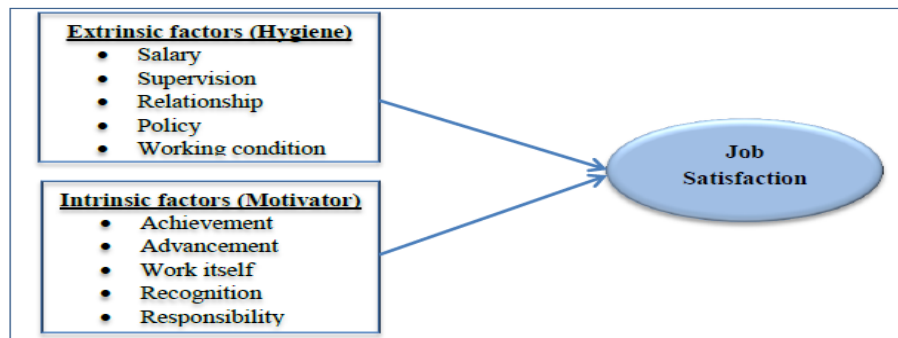 Extrinsic factors (Hygiene)
• Salary
• Supervision
• Relationship
• Policy
• Working condition
Intrinsic factors (Motivator)
• Achievement
• Advancement
• Work itself
• Recognition
• Responsibility
Job
Satisfaction